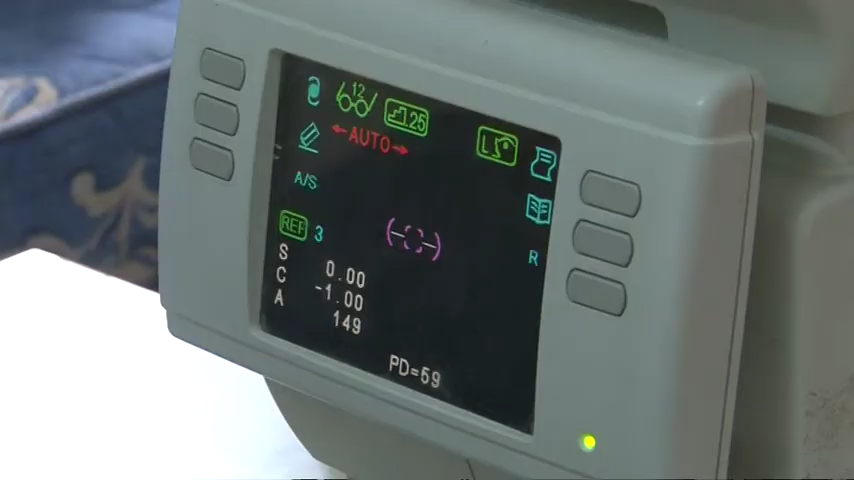 12
.25
←AUTO→
L
A/S
REF 3
R
S 0.00
C -1.00
A 149
PD=59